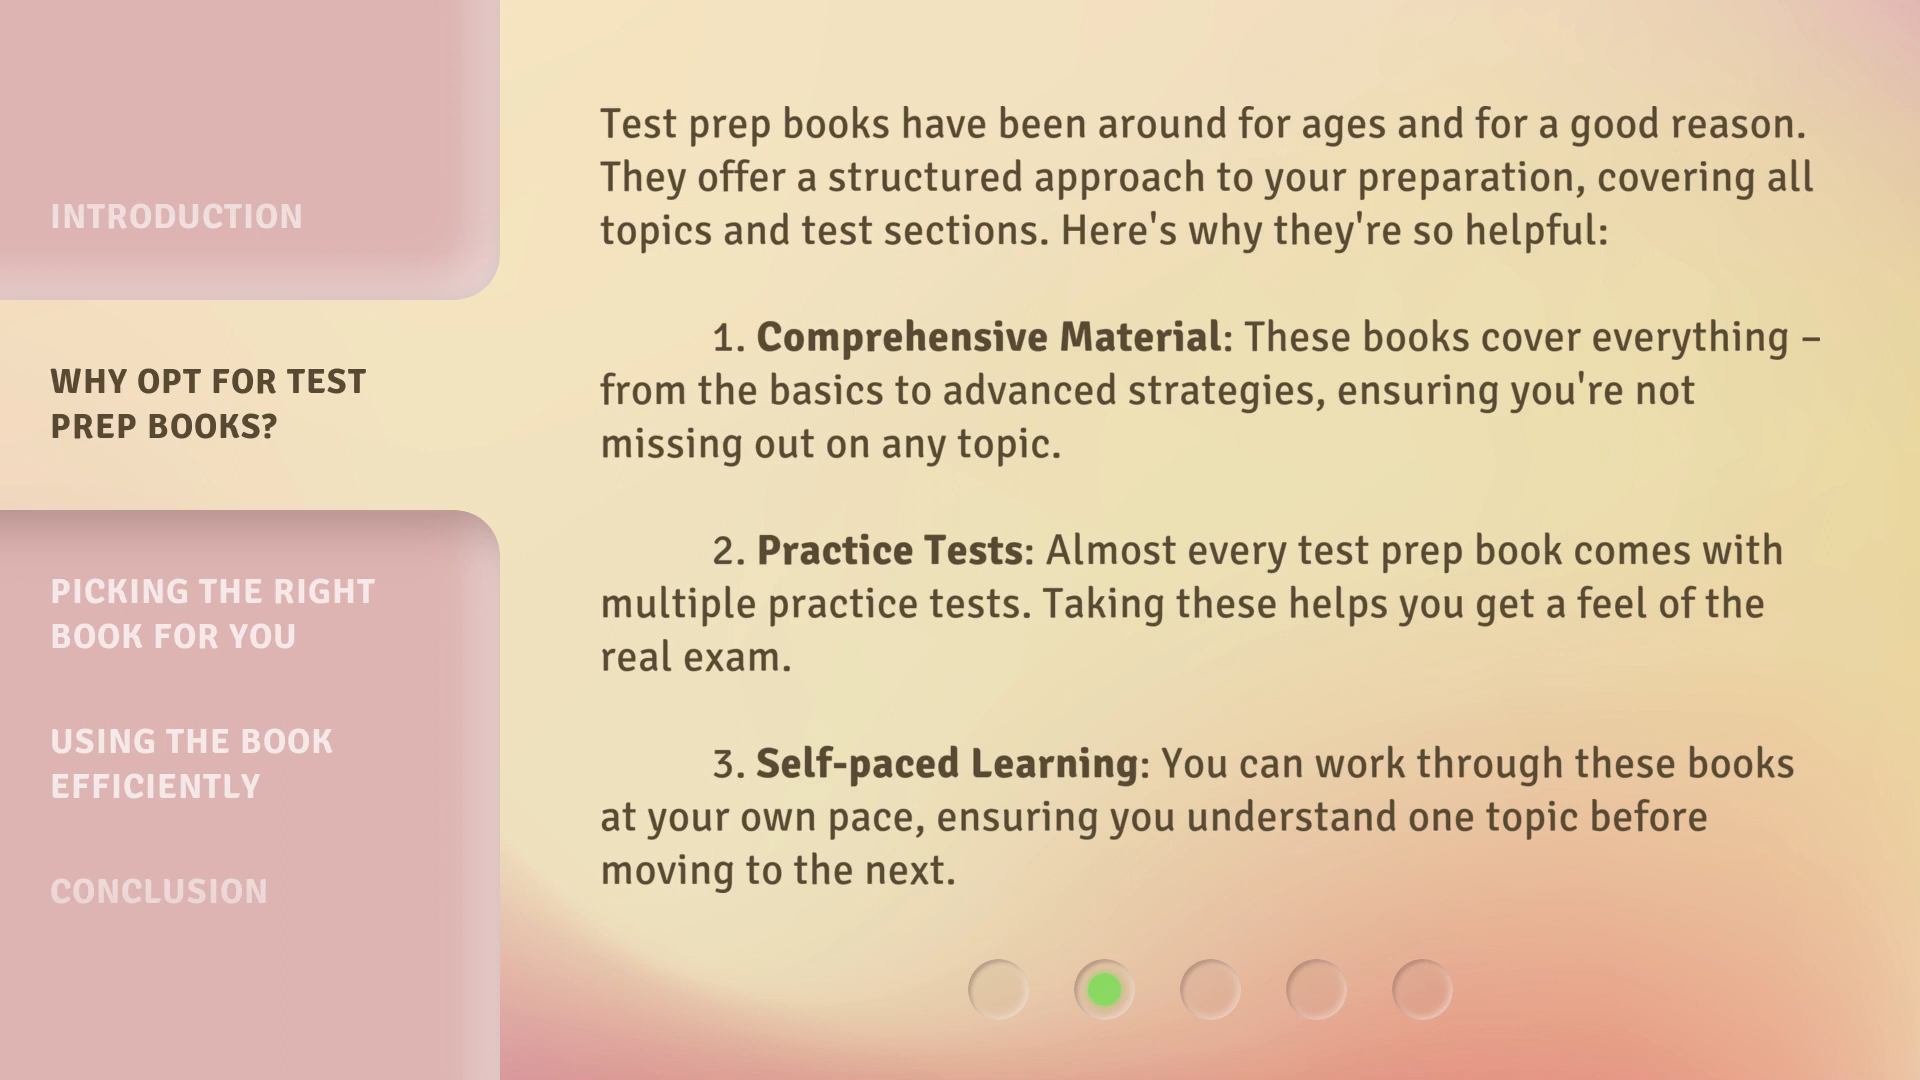 INTRODUCTION
WHY OPT FOR TEST
PREP BOOKS?
PICKING THE RIGHT
BOOK FOR YOU
USING THE BOOK
EFFICIENTLY
CONCLUSION
Test prep books have been around for ages and for a good reason.
They offer a structured approach to your preparation, covering all
topics and test sections. Here's why they're so helpful:
1. Comprehensive Material: These books cover everything –
from the basics to advanced strategies, ensuring you're not
missing out on any topic.
2. Practice Tests: Almost every test prep book comes with
multiple practice tests. Taking these helps you get a feel of the
real exam.
3. Self-paced Learning: You can work through these books
at your own pace, ensuring you understand one topic before
moving to the next.